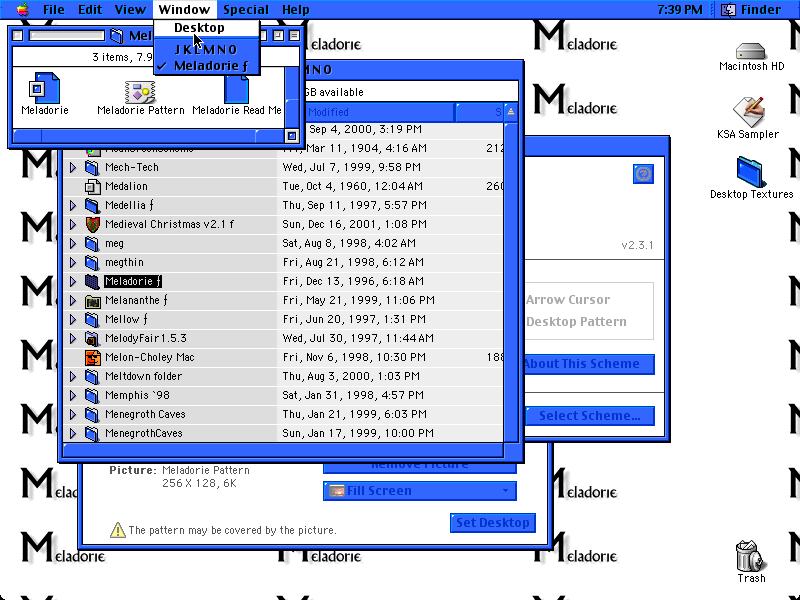 File Edit View Window Special Help 7:39 PM Finder
Desktop
J K L M N O
✓ Meladorie ƒ
Mel
3 items, 7.9
Meladorie
Meladorie Pattern
Meladorie Read Me
M N O
GB available
Modified S
Sep 4, 2000, 3:19 PM
Mar 11, 1904, 4:16 AM 212
Mech-Tech Wed, Jul 7, 1999, 9:58 PM
Medalion Tue, Oct 4, 1960, 12:04 AM 260
Medellia ƒ Thu, Sep 11, 1997, 5:57 PM
Medieval Christmas v2.1 f Sun, Dec 16, 2001, 1:08 PM
meg Sat, Aug 8, 1998, 4:02 AM
megthin Fri, Aug 21, 1998, 6:12 AM
Meladorie ƒ Fri, Dec 13, 1996, 6:18 AM
Melananthe ƒ Fri, May 21, 1999, 11:06 PM
Mellow ƒ Fri, Jun 20, 1997, 1:31 PM
MelodyFair 1.5.3 Wed, Jul 30, 1997, 11:44 AM
Melon-Choley Mac Fri, Nov 6, 1998, 10:30 PM 188
Meltdown folder Thu, Aug 3, 2000, 1:03 PM
Memphis `98 Sat, Jan 31, 1998, 4:57 PM
Menegroth Caves Thu, Jan 21, 1999, 6:03 PM
MenegrothCaves Sun, Jan 17, 1999, 10:00 PM
v2.3.1
Arrow Cursor
Desktop Pattern
About This Scheme
Select Scheme...
Picture: Meladorie Pattern
256 X 128, 6K
Remove Picture
Fill Screen
The pattern may be covered by the picture.
Set Desktop
Macintosh HD
KSA Sampler
Desktop Textures
Trash
eladorie
Meladorie
Meladorie
Meladorie
Meladorie
Meladorie
Meladorie
Meladorie